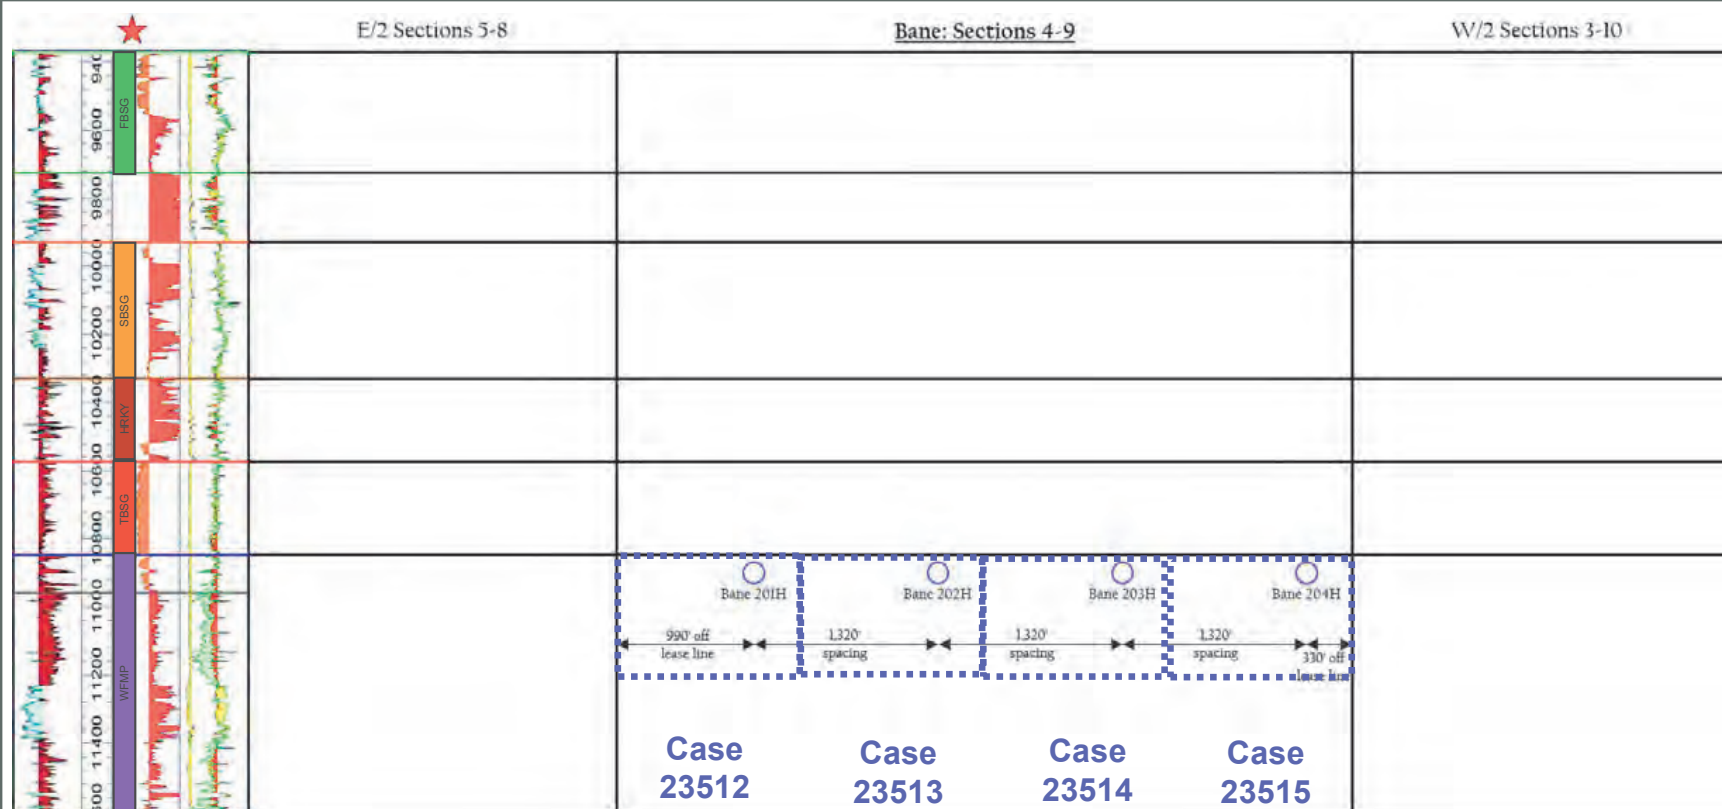 E/2 Sections 5-8
Bane: Sections 4-9
W/2 Sections 3-10
9600
9800
10000
10200
10400
10600
10800
11000
11200
11400
FBSG
SBSG
HRKY
TBSG
WFMP
Bane 201H
Bane 202H
Bane 203H
Bane 204H
990' off
lease line
1,320'
spacing
1,320'
spacing
1,320'
spacing
330' off
lease line
Case
23512
Case
23513
Case
23514
Case
23515